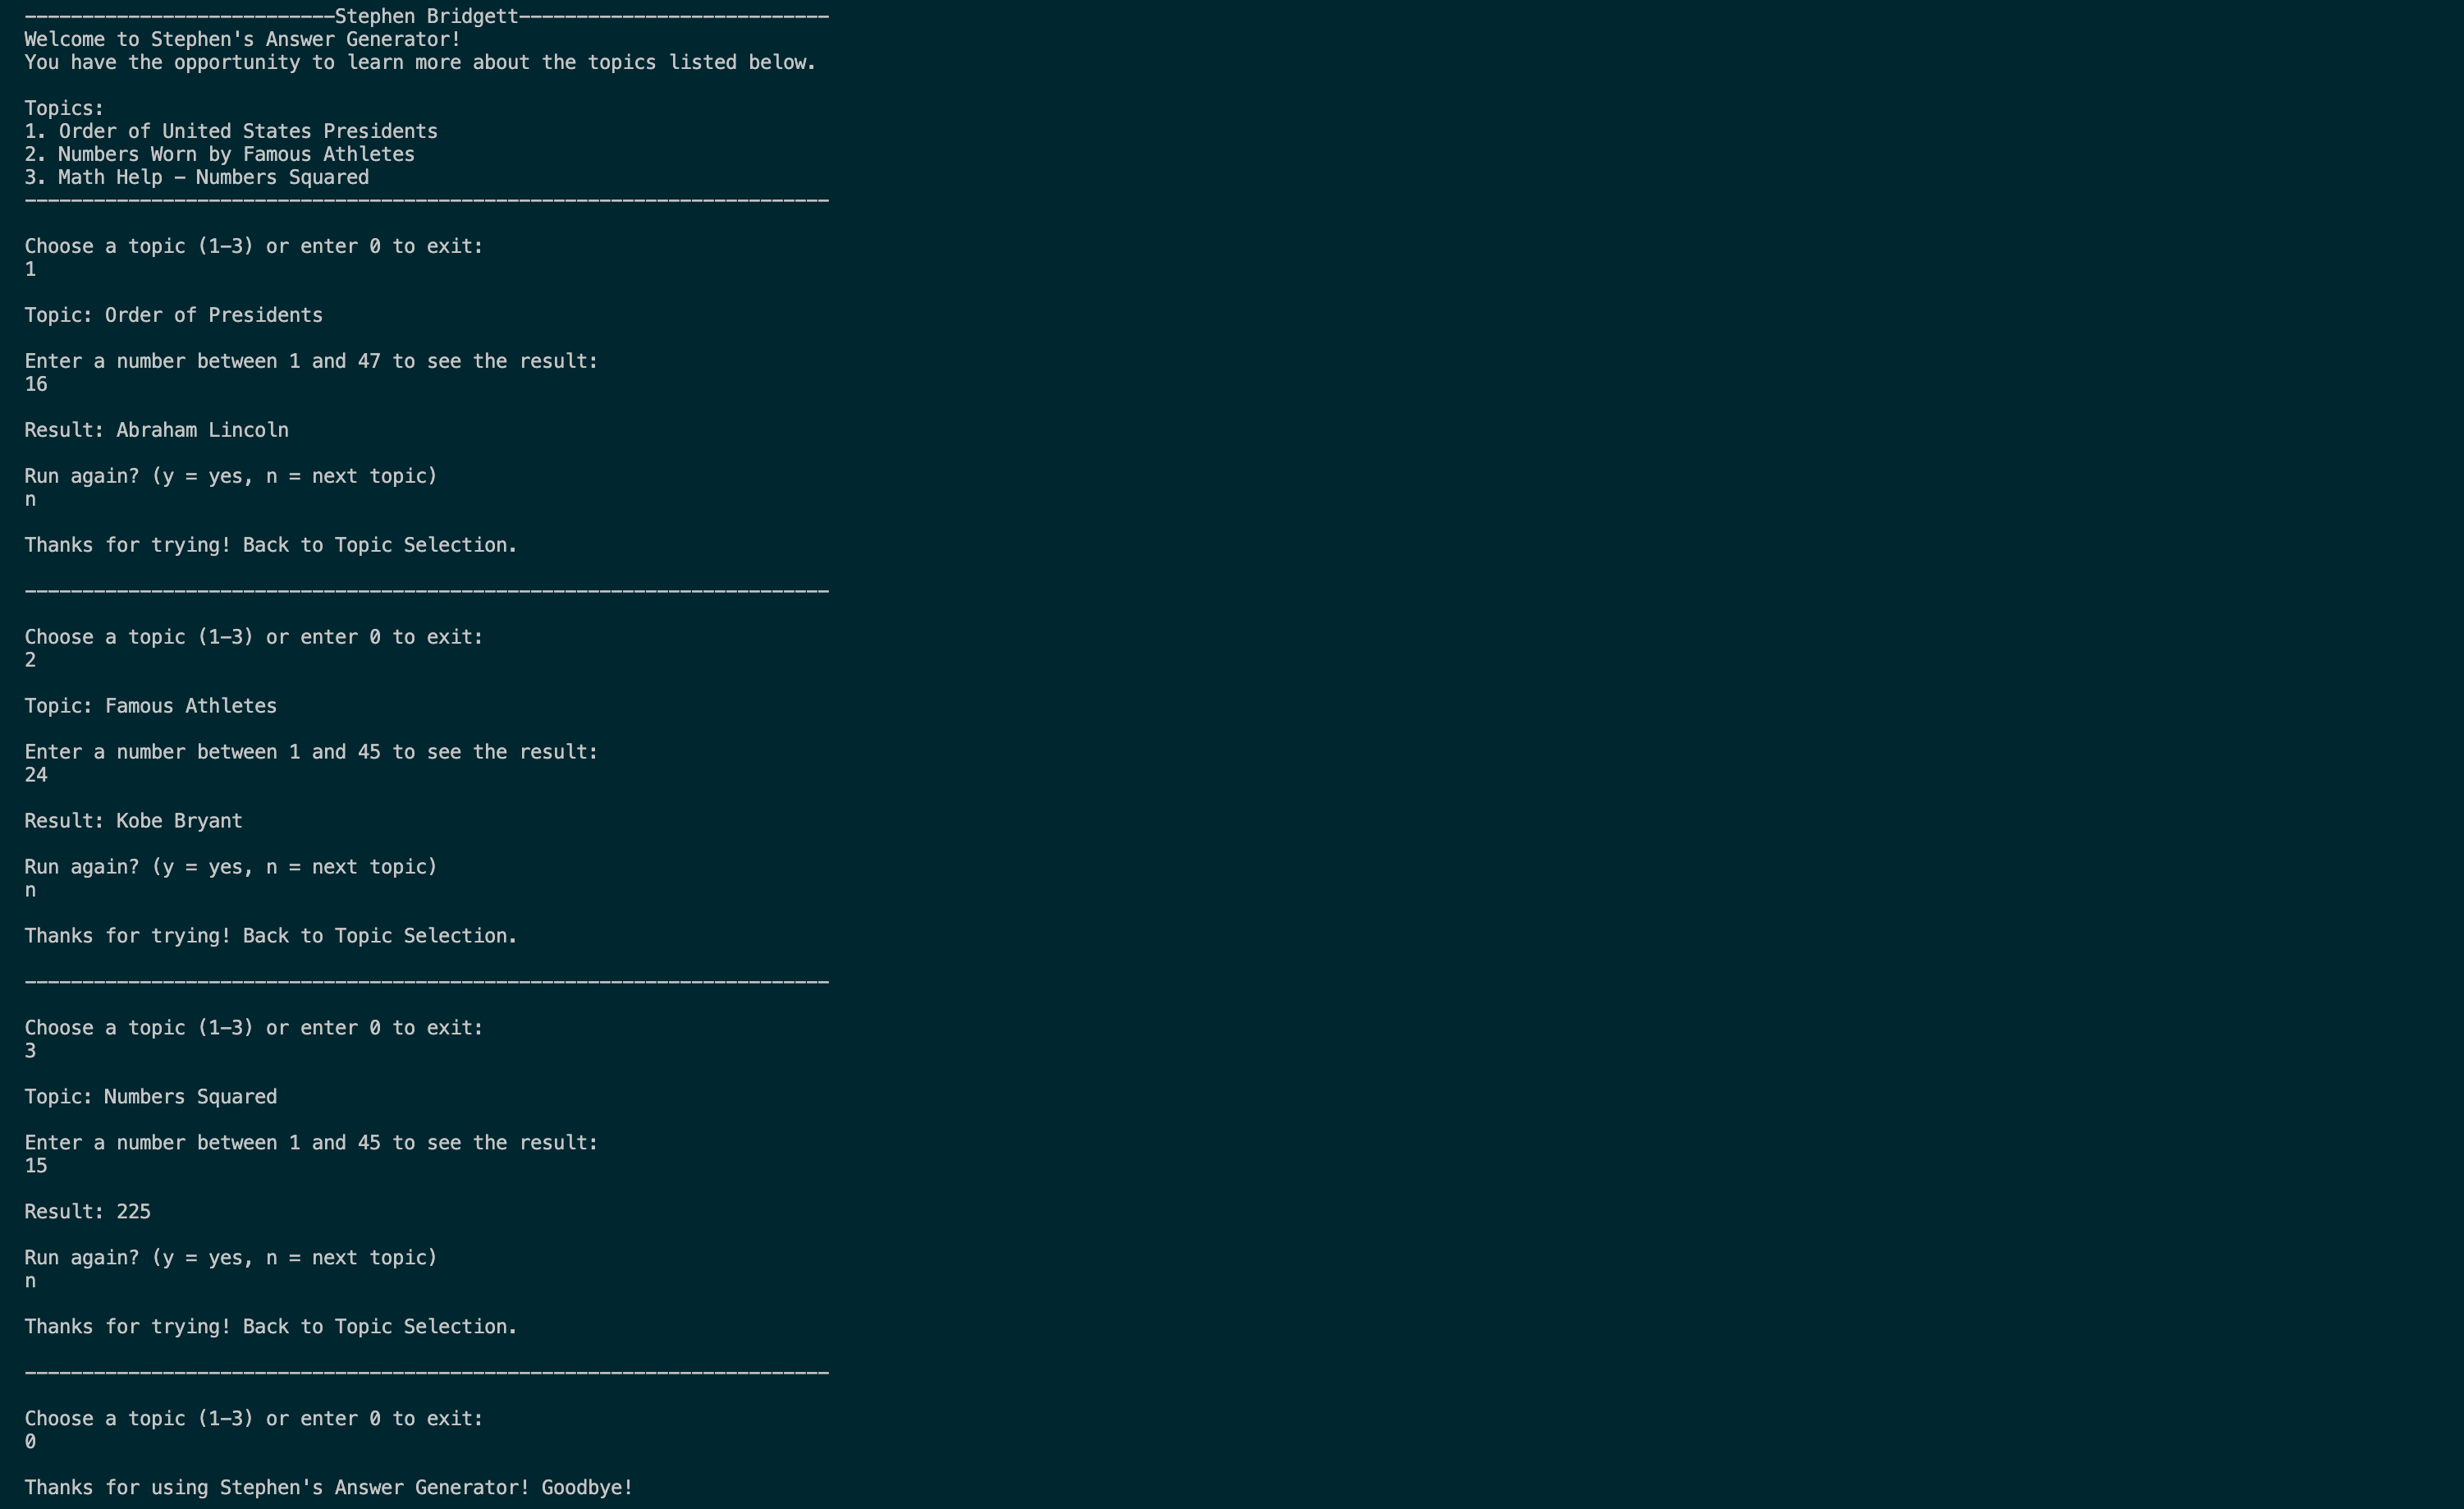 ---------------------------Stephen Bridgett---------------------------
Welcome to Stephen's Answer Generator!
You have the opportunity to learn more about the topics listed below.
Topics:
1. Order of United States Presidents
2. Numbers Worn by Famous Athletes
3. Math Help - Numbers Squared
----------------------------------------------------------------------
Choose a topic (1-3) or enter 0 to exit:
1
Topic: Order of Presidents
Enter a number between 1 and 47 to see the result:
16
Result: Abraham Lincoln
Run again? (y = yes, n = next topic)
n
Thanks for trying! Back to Topic Selection.
----------------------------------------------------------------------
Choose a topic (1-3) or enter 0 to exit:
2
Topic: Famous Athletes
Enter a number between 1 and 45 to see the result:
24
Result: Kobe Bryant
Run again? (y = yes, n = next topic)
n
Thanks for trying! Back to Topic Selection.
----------------------------------------------------------------------
Choose a topic (1-3) or enter 0 to exit:
3
Topic: Numbers Squared
Enter a number between 1 and 45 to see the result:
15
Result: 225
Run again? (y = yes, n = next topic)
n
Thanks for trying! Back to Topic Selection.
----------------------------------------------------------------------
Choose a topic (1-3) or enter 0 to exit:
0
Thanks for using Stephen's Answer Generator! Goodbye!